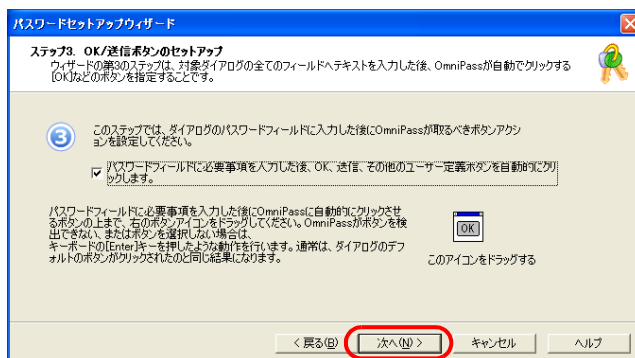 パスワードセットアップウィザード
ステップ3. OK/送信ボタンのセットアップ
ウィザードの第3のステップは、対象ダイアログの全てのフィールドへテキストを入力した後、OmniPassが自動でクリックする
[OK]などのボタンを指定することです。
3
このステップでは、ダイアログのパスワードフィールドに入力した後にOmniPassが取るべきボタンアクシ
ョンを設定してください。
パスワードフィールドに必要事項を入力した後、OK、送信、その他のユーザー定義ボタンを自動的にクリ
ックします。
パスワードフィールドに必要事項を入力した後にOmniPassに自動的にクリックさせ
るボタンの上まで、右のボタンアイコンをドラッグしてください。OmniPassがボタンを検
出できない、またはボタンを選択しない場合は、
キーボードの[Enter]キーを押したような動作を行います。通常は、ダイアログのデフ
ォルトのボタンがクリックされたのと同じ結果になります。
OK
このアイコンをドラッグする
< 戻る(B)
次へ(N) >
キャンセル
ヘルプ